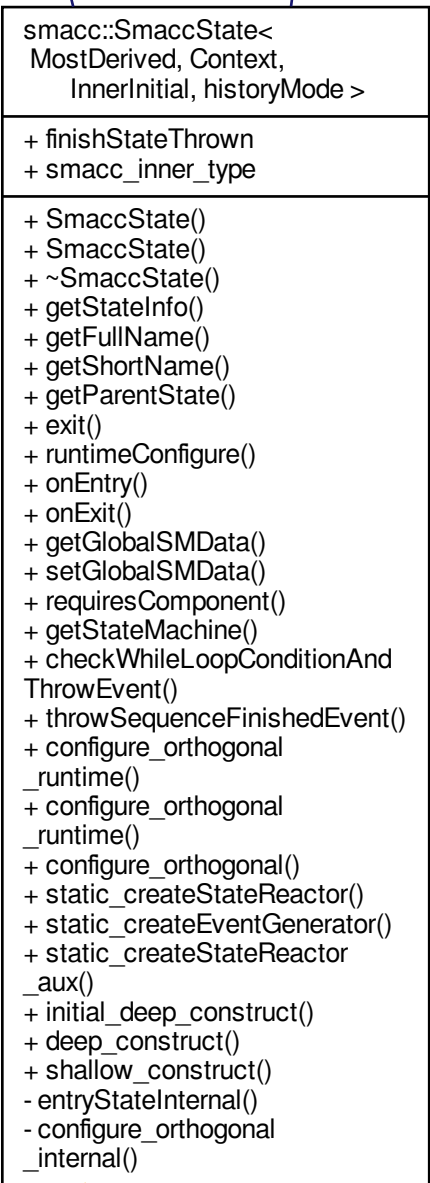 smacc::SmaccState<
MostDerived, Context,
InnerInitial, historyMode >
+ finishStateThrown
+ smacc_inner_type
+ SmaccState()
+ SmaccState()
+ ~SmaccState()
+ getStateInfo()
+ getFullName()
+ getShortName()
+ getParentState()
+ exit()
+ runtimeConfigure()
+ onEntry()
+ onExit()
+ getGlobalSMData()
+ setGlobalSMData()
+ requiresComponent()
+ getStateMachine()
+ checkWhileLoopConditionAnd
ThrowEvent()
+ throwSequenceFinishedEvent()
+ configure_orthogonal
_runtime()
+ configure_orthogonal
_runtime()
+ configure_orthogonal()
+ static_createStateReactor()
+ static_createEventGenerator()
+ static_createStateReactor
_aux()
+ initial_deep_construct()
+ deep_construct()
+ shallow_construct()
- entryStateInternal()
- configure_orthogonal
_internal()